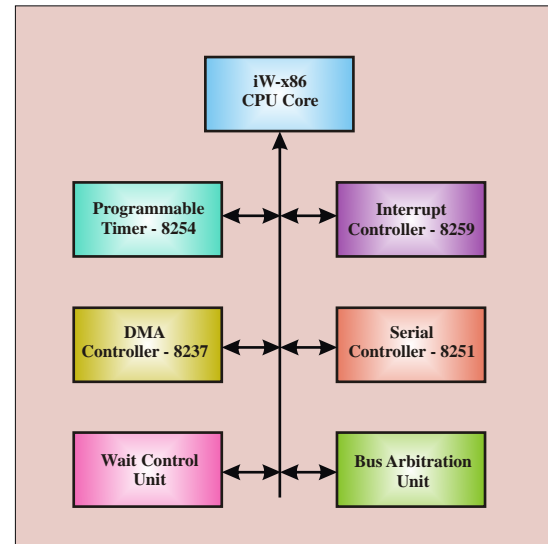 iW-x86
CPU Core
Programmable
Timer - 8254
Interrupt
Controller - 8259
DMA
Controller - 8237
Serial
Controller - 8251
Wait Control
Unit
Bus Arbitration
Unit